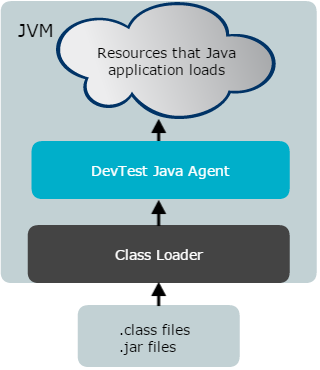 JVM
Resources that Java
application loads
DevTest Java Agent
Class Loader
.class files
.jar files